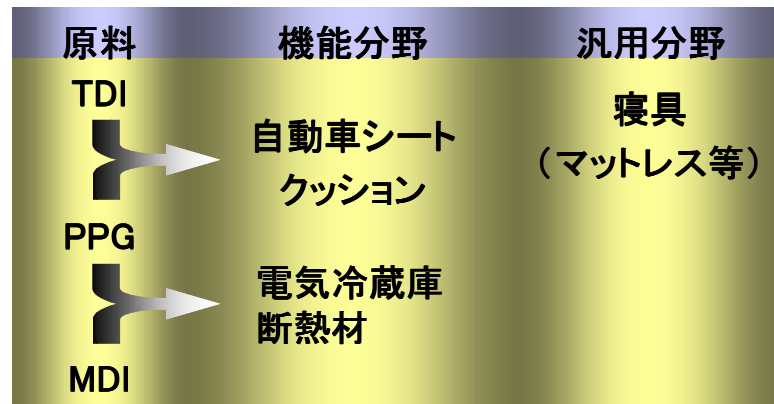 原料 機能分野 汎用分野
TDI
自動車シート
クッション
寝具
（マットレス等）
PPG
電気冷蔵庫
断熱材
MDI